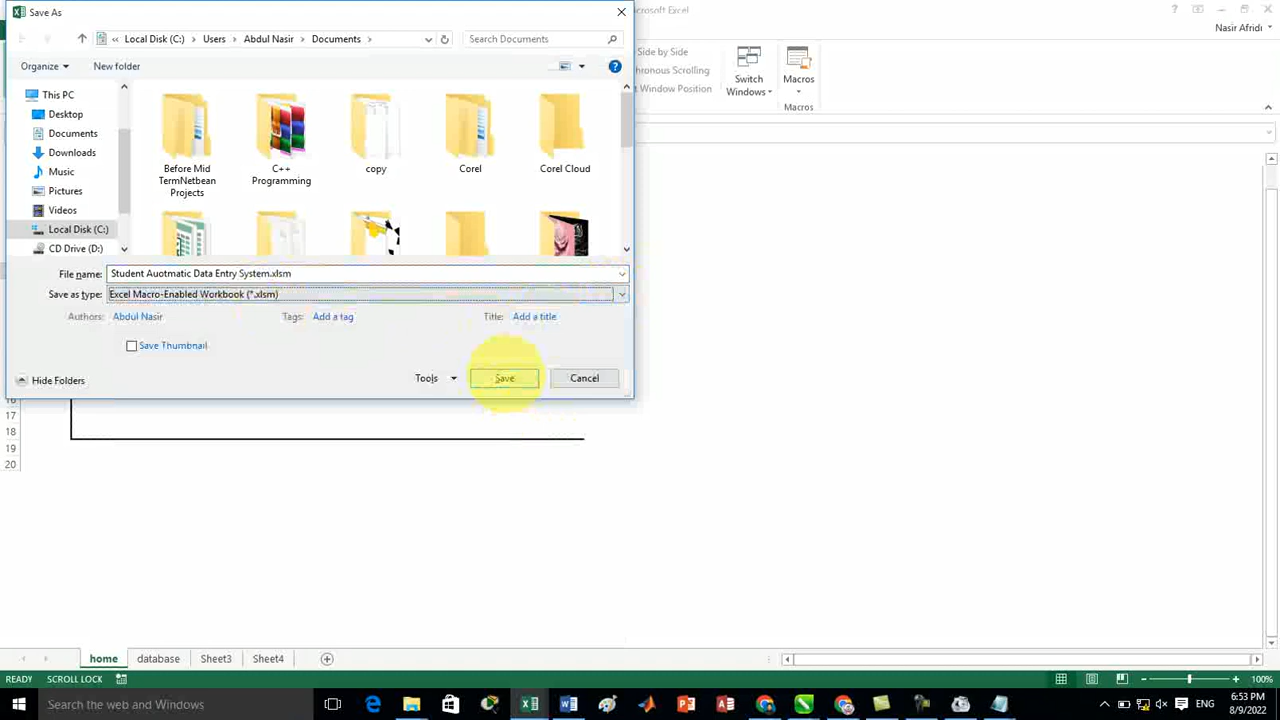 Save As
Microsoft Excel
Nasir Afridi
Local Disk (C:) > Users > Abdul Nasir > Documents >
Search Documents
Organize
New folder
Side by Side
chronous Scrolling
t Window Position
Switch
Windows
Macros
Macros
This PC
Desktop
Documents
Downloads
Music
Pictures
Videos
Local Disk (C:)
CD Drive (D:)
Before Mid
TermNetbean
Projects
C++
Programming
copy
Corel
Corel Cloud
File name: Student Auotmatic Data Entry System.xlsm
Save as type: Excel Macro-Enabled Workbook (*.xlsm)
Authors: Abdul Nasir
Tags: Add a tag
Title: Add a title
Save Thumbnail
Hide Folders
Tools
Save
Cancel
17
18
19
20
home
database
Sheet3
Sheet4
READY
SCROLL LOCK
100%
Search the web and Windows
ENG
6:53 PM
8/9/2022